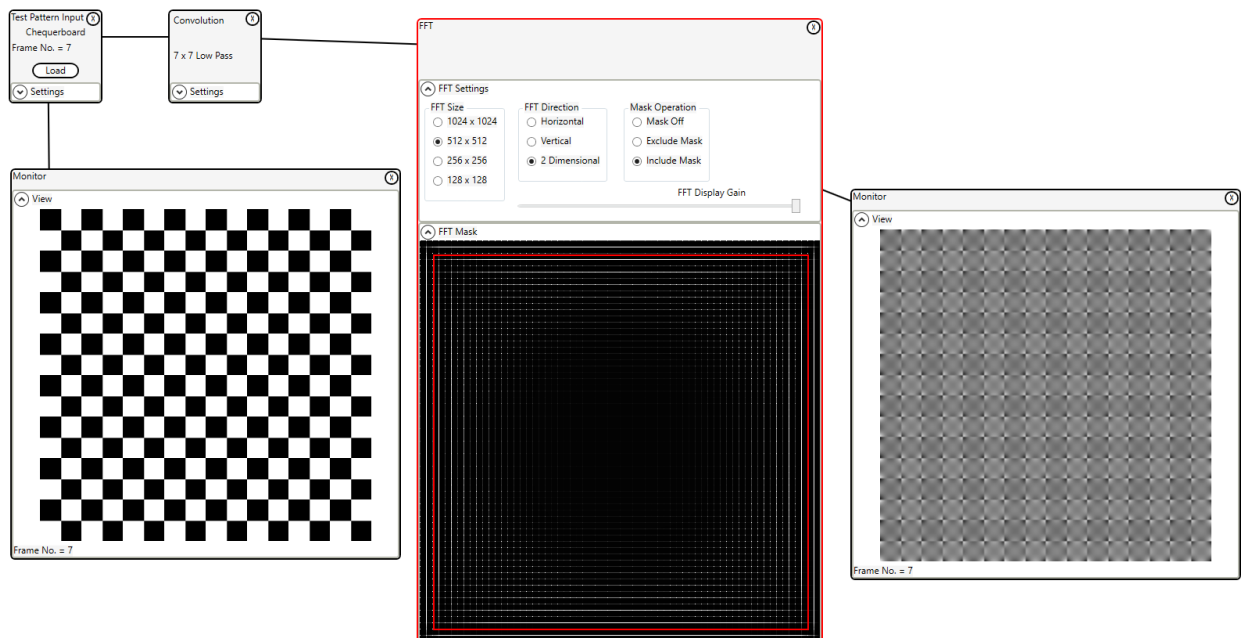 Test Pattern Input X
Chequerboard
Frame No. = 7
Load
Settings
Convolution X
7 x 7 Low Pass
Settings
FFT X
FFT Settings
FFT Size
1024 x 1024
512 x 512
256 x 256
128 x 128
FFT Direction
Horizontal
Vertical
2 Dimensional
Mask Operation
Mask Off
Exclude Mask
Include Mask
FFT Display Gain
FFT Mask
Monitor X
View
Frame No. = 7
Monitor X
View
Frame No. = 7